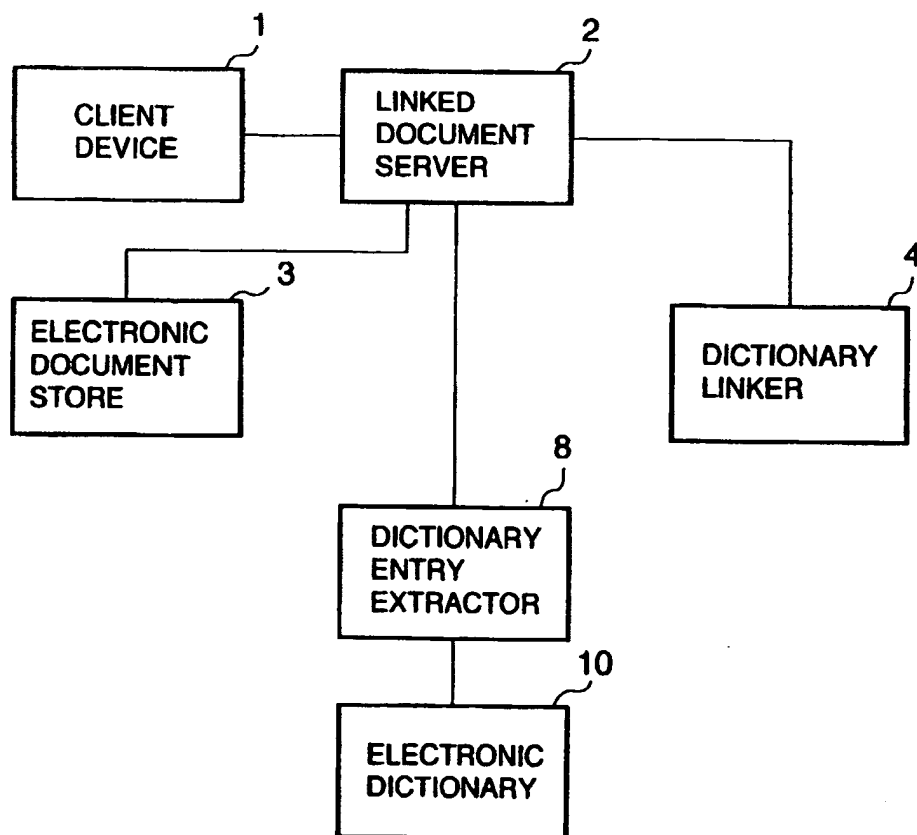 1
CLIENT
DEVICE
2
LINKED
DOCUMENT
SERVER
3
ELECTRONIC
DOCUMENT
STORE
4
DICTIONARY
LINKER
8
DICTIONARY
ENTRY
EXTRACTOR
10
ELECTRONIC
DICTIONARY